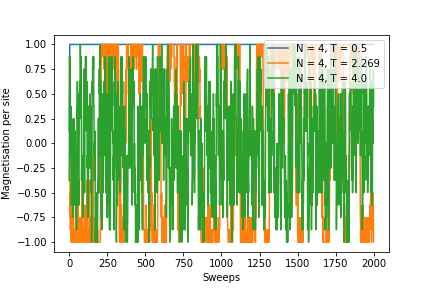 1.00
0.75
0.50
0.25
0.00
−0.25
−0.50
−0.75
−1.00
Magnetisation per site
N = 4, T = 0.5
N = 4, T = 2.269
N = 4, T = 4.0
0 250 500 750 1000 1250 1500 1750 2000
Sweeps